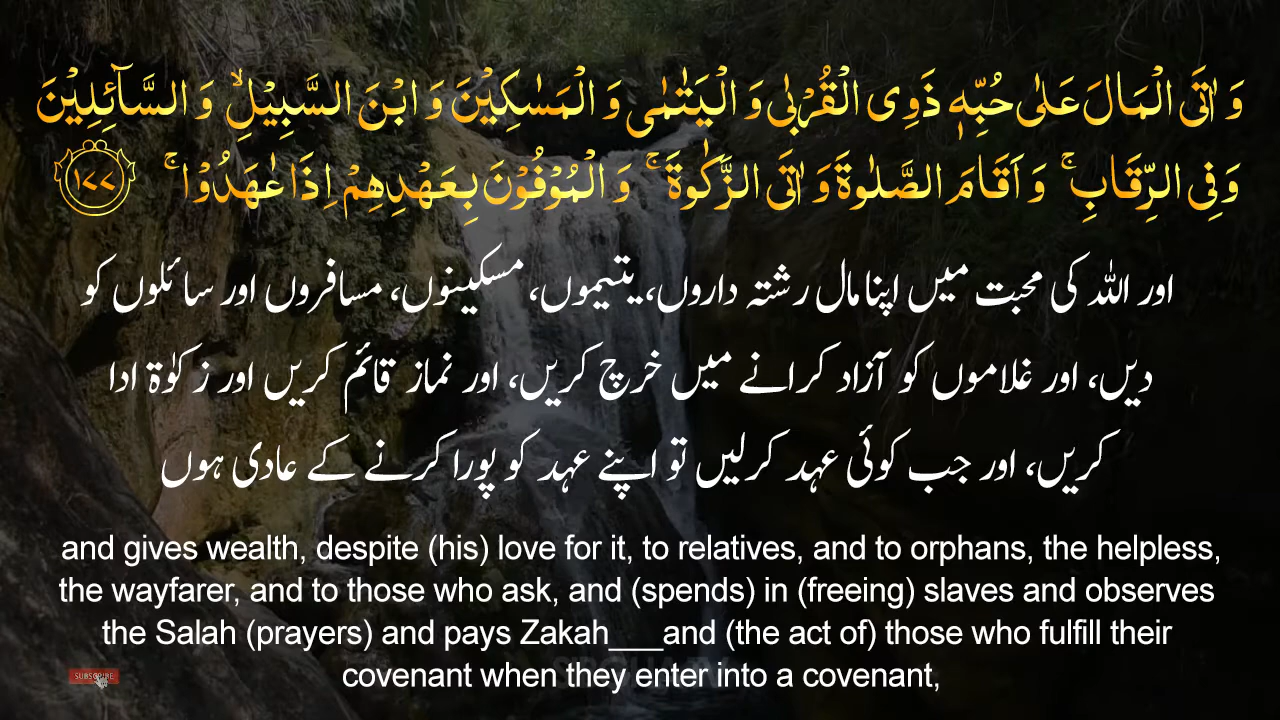 وَ اٰتَی الْمَالَ عَلٰی حُبِّهٖ ذَوِی الْقُرْبٰی وَ الْیَتٰمٰی وَ الْمَسٰكِیْنَ وَ ابْنَ السَّبِیْلِۙ وَ السَّآىِٕلِیْنَ
وَ فِی الرِّقَابِۚ وَ اَقَامَ الصَّلٰوةَ وَ اٰتَی الزَّكٰوةَۚ وَ الْمُوْفُوْنَ بِعَهْدِهِمْ اِذَا عٰهَدُوْاۚ ۱۷۷
اور اللہ کی محبت میں اپنا مال رشتہ داروں، یتیموں، مسکینوں، مسافروں اور سائلوں کو
دیں، اور غلاموں کو آزاد کرانے میں خرچ کریں، اور نماز قائم کریں اور زکوٰۃ ادا
کریں، اور جب کوئی عہد کرلیں تو اپنے عہد کو پورا کرنے کے عادی ہوں
and gives wealth, despite (his) love for it, to relatives, and to orphans, the helpless,
the wayfarer, and to those who ask, and (spends) in (freeing) slaves and observes
the Salah (prayers) and pays Zakah___and (the act of) those who fulfill their
covenant when they enter into a covenant,
SUBSCRIBE